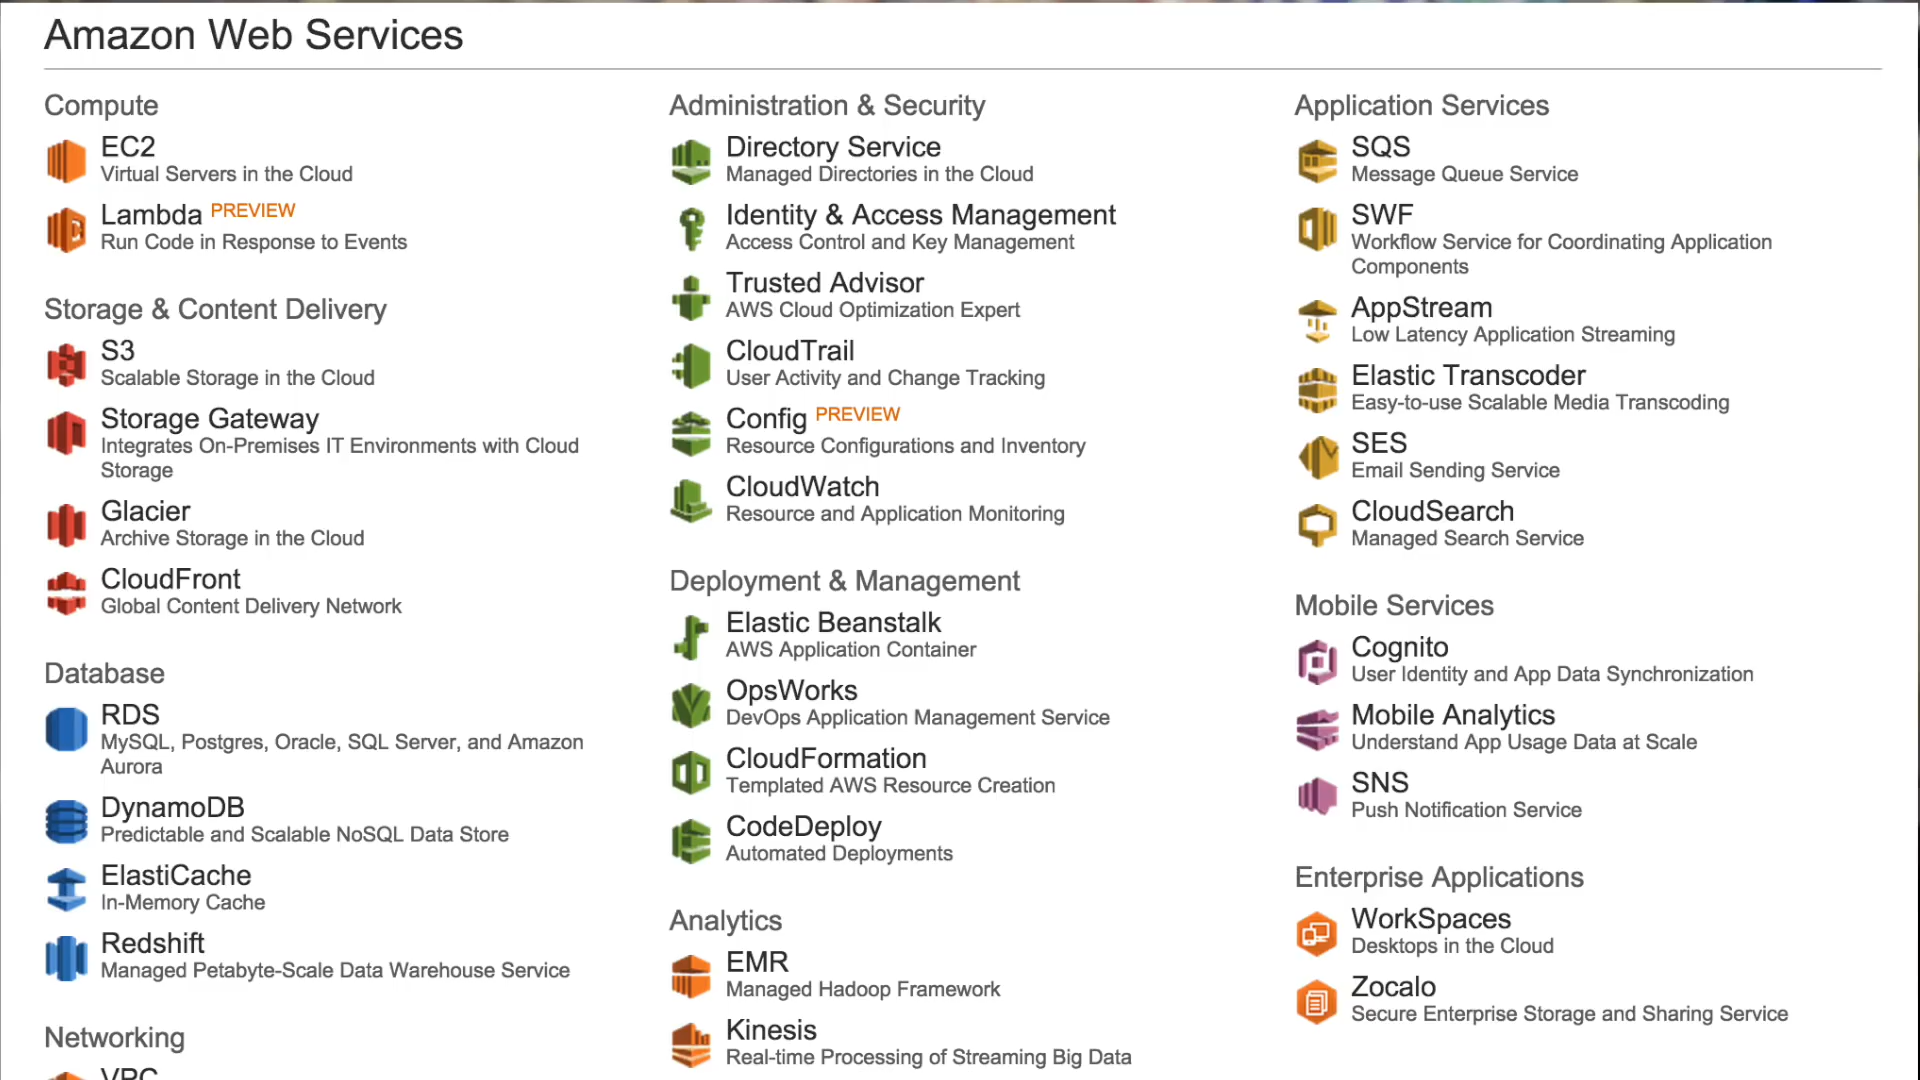 Amazon Web Services
Compute
EC2
Virtual Servers in the Cloud
Lambda PREVIEW
Run Code in Response to Events
Storage & Content Delivery
S3
Scalable Storage in the Cloud
Storage Gateway
Integrates On-Premises IT Environments with Cloud
Storage
Glacier
Archive Storage in the Cloud
CloudFront
Global Content Delivery Network
Database
RDS
MySQL, Postgres, Oracle, SQL Server, and Amazon
Aurora
DynamoDB
Predictable and Scalable NoSQL Data Store
ElastiCache
In-Memory Cache
Redshift
Managed Petabyte-Scale Data Warehouse Service
Networking
VPC
Administration & Security
Directory Service
Managed Directories in the Cloud
Identity & Access Management
Access Control and Key Management
Trusted Advisor
AWS Cloud Optimization Expert
CloudTrail
User Activity and Change Tracking
Config PREVIEW
Resource Configurations and Inventory
CloudWatch
Resource and Application Monitoring
Deployment & Management
Elastic Beanstalk
AWS Application Container
OpsWorks
DevOps Application Management Service
CloudFormation
Templated AWS Resource Creation
CodeDeploy
Automated Deployments
Analytics
EMR
Managed Hadoop Framework
Kinesis
Real-time Processing of Streaming Big Data
Application Services
SQS
Message Queue Service
SWF
Workflow Service for Coordinating Application
Components
AppStream
Low Latency Application Streaming
Elastic Transcoder
Easy-to-use Scalable Media Transcoding
SES
Email Sending Service
CloudSearch
Managed Search Service
Mobile Services
Cognito
User Identity and App Data Synchronization
Mobile Analytics
Understand App Usage Data at Scale
SNS
Push Notification Service
Enterprise Applications
WorkSpaces
Desktops in the Cloud
Zocalo
Secure Enterprise Storage and Sharing Service